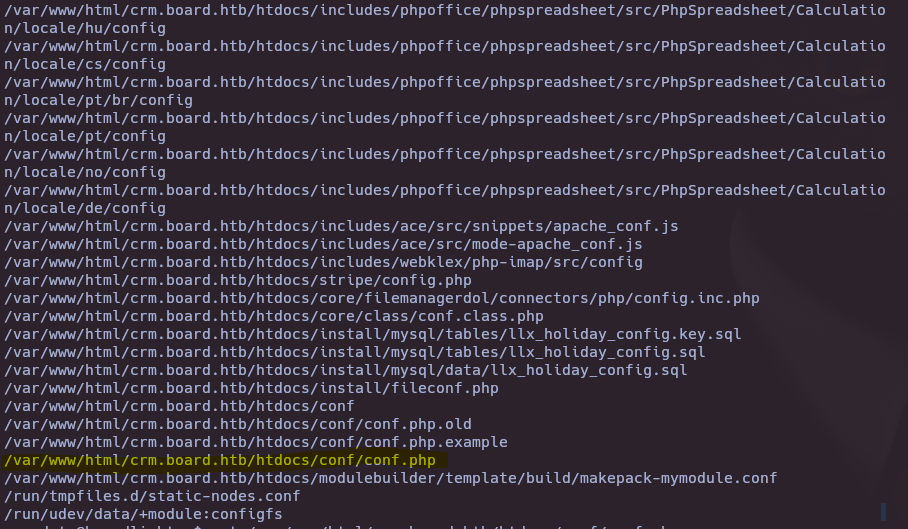 /var/www/html/crm.board.htb/htdocs/includes/phpoffice/phpspreadsheet/src/PhpSpreadsheet/Calculatio
n/locale/hu/config
/var/www/html/crm.board.htb/htdocs/includes/phpoffice/phpspreadsheet/src/PhpSpreadsheet/Calculatio
n/locale/cs/config
/var/www/html/crm.board.htb/htdocs/includes/phpoffice/phpspreadsheet/src/PhpSpreadsheet/Calculatio
n/locale/pt/br/config
/var/www/html/crm.board.htb/htdocs/includes/phpoffice/phpspreadsheet/src/PhpSpreadsheet/Calculatio
n/locale/pt/config
/var/www/html/crm.board.htb/htdocs/includes/phpoffice/phpspreadsheet/src/PhpSpreadsheet/Calculatio
n/locale/no/config
/var/www/html/crm.board.htb/htdocs/includes/phpoffice/phpspreadsheet/src/PhpSpreadsheet/Calculatio
n/locale/de/config
/var/www/html/crm.board.htb/htdocs/includes/ace/src/snippets/apache_conf.js
/var/www/html/crm.board.htb/htdocs/includes/ace/src/mode-apache_conf.js
/var/www/html/crm.board.htb/htdocs/includes/webklex/php-imap/src/config
/var/www/html/crm.board.htb/htdocs/stripe/config.php
/var/www/html/crm.board.htb/htdocs/core/filemanagerdol/connectors/php/config.inc.php
/var/www/html/crm.board.htb/htdocs/core/class/conf.class.php
/var/www/html/crm.board.htb/htdocs/install/mysql/tables/llx_holiday_config.key.sql
/var/www/html/crm.board.htb/htdocs/install/mysql/tables/llx_holiday_config.sql
/var/www/html/crm.board.htb/htdocs/install/mysql/data/llx_holiday_config.sql
/var/www/html/crm.board.htb/htdocs/install/fileconf.php
/var/www/html/crm.board.htb/htdocs/conf
/var/www/html/crm.board.htb/htdocs/conf/conf.php.old
/var/www/html/crm.board.htb/htdocs/conf/conf.php.example
/var/www/html/crm.board.htb/htdocs/conf/conf.php
/var/www/html/crm.board.htb/htdocs/modulebuilder/template/build/makepack-mymodule.conf
/run/tmpfiles.d/static-nodes.conf
/run/udev/data/+module:configfs